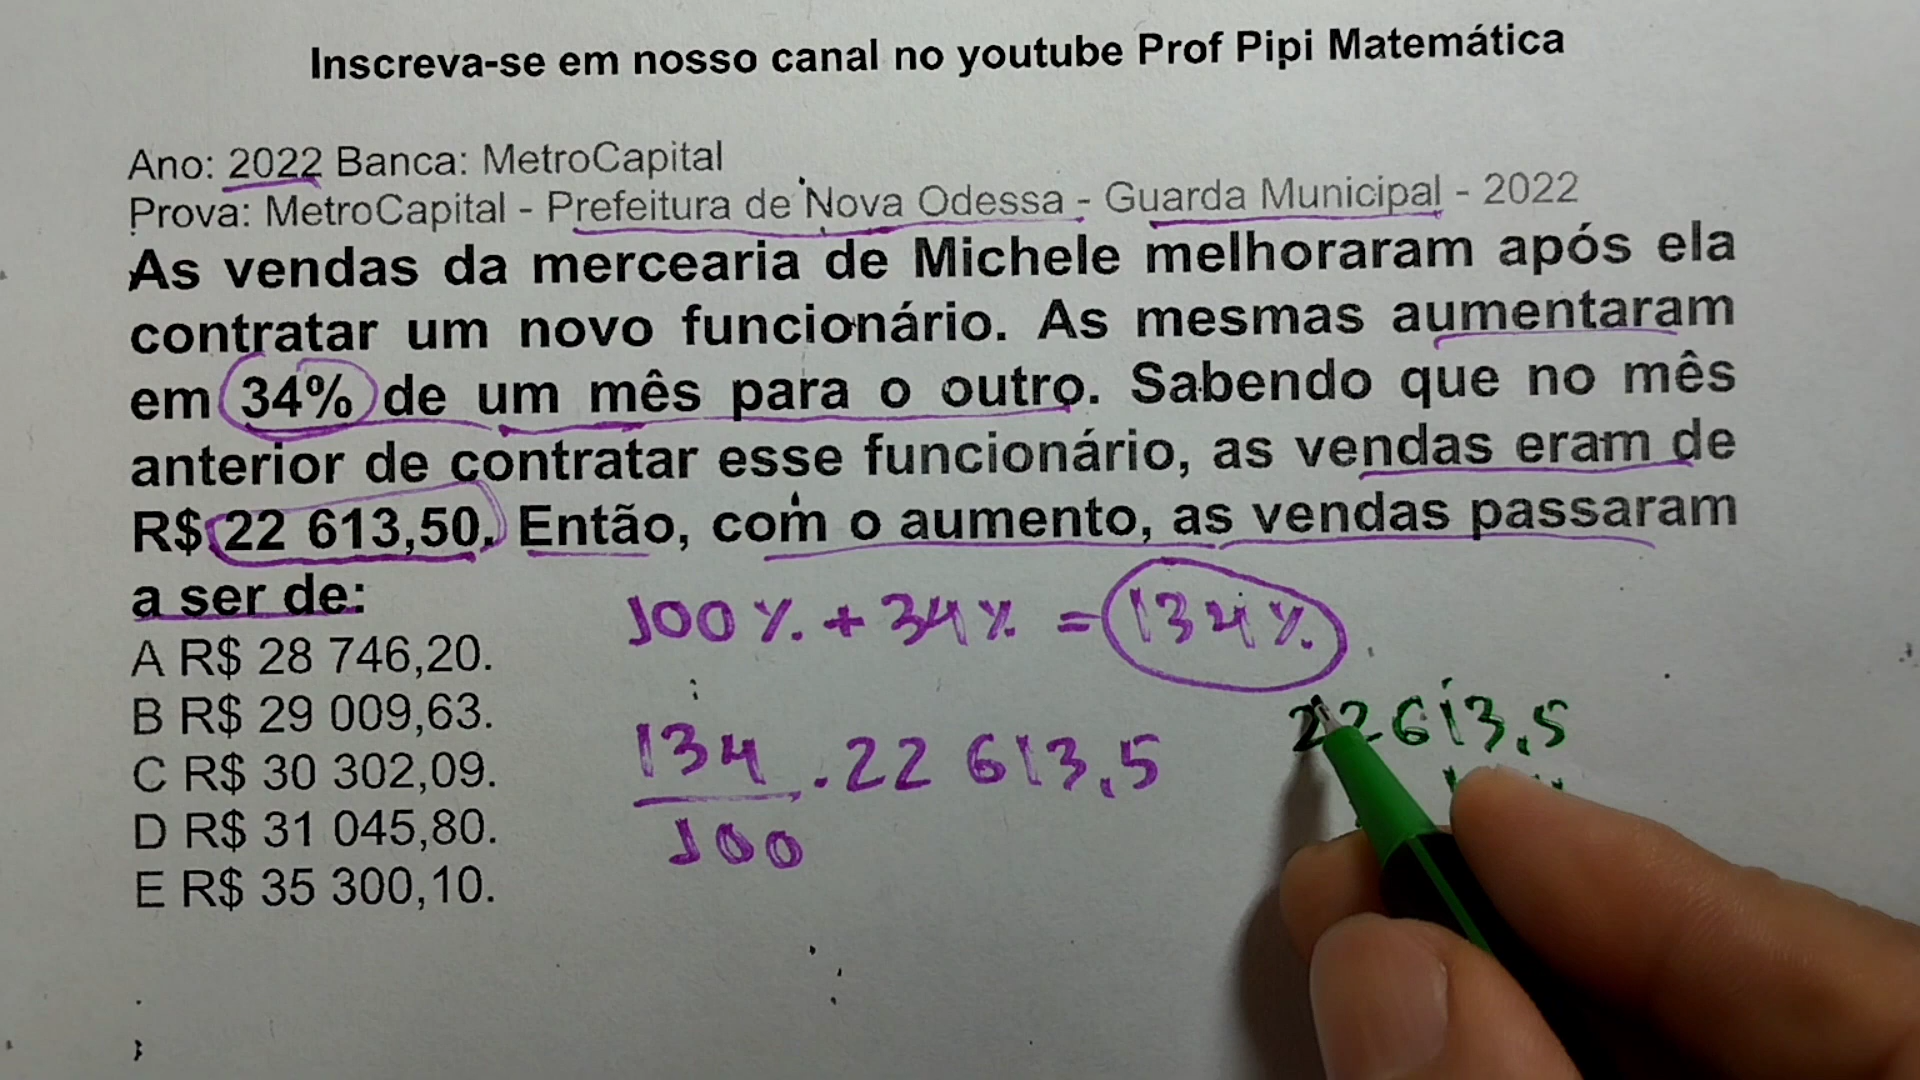 Inscreva-se em nosso canal no youtube Prof Pipi Matemática
Ano: 2022 Banca: MetroCapital
Prova: MetroCapital - Prefeitura de Nova Odessa - Guarda Municipal - 2022
As vendas da mercearia de Michele melhoraram após ela
contratar um novo funcionário. As mesmas aumentaram
em 34% de um mês para o outro. Sabendo que no mês
anterior de contratar esse funcionário, as vendas eram de
R$ 22 613,50. Então, com o aumento, as vendas passaram
a ser de:
A R$ 28 746,20.
B R$ 29 009,63.
C R$ 30 302,09.
D R$ 31 045,80.
E R$ 35 300,10.
100% + 34% = 134%
134 . 22 613,5
100
22613,5